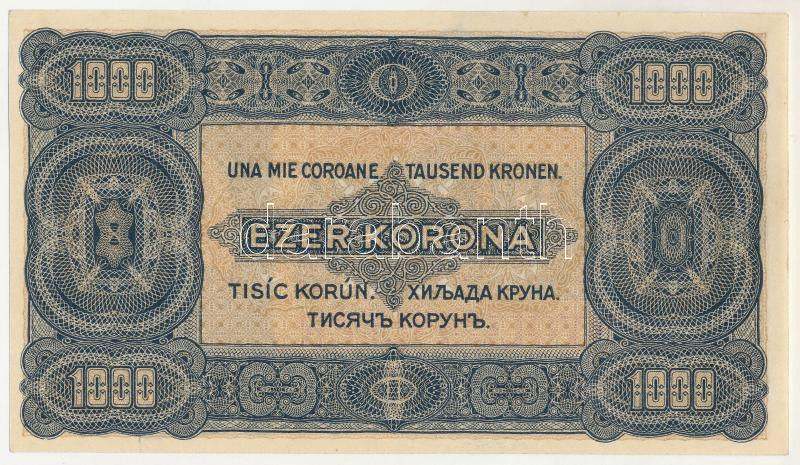 1000 1000
UNA MIE COROANE. TAUSEND KRONEN.
EZER KORONA
TISÍC KORÚN. ХИЉАДА КРУНА.
ТИСЯЧЪ КОРУНЪ.
1000 1000